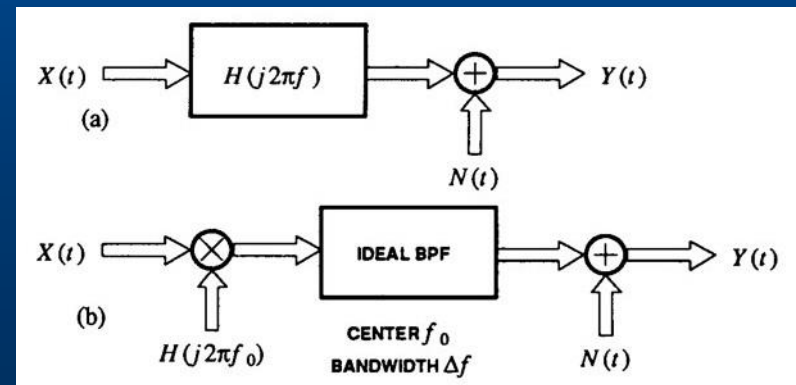 X(t)
H(j2πf)
+
Y(t)
(a)
N(t)
X(t)
×
IDEAL BPF
+
Y(t)
(b)
H(j2πf₀)
CENTER f₀
BANDWIDTH Δf
N(t)